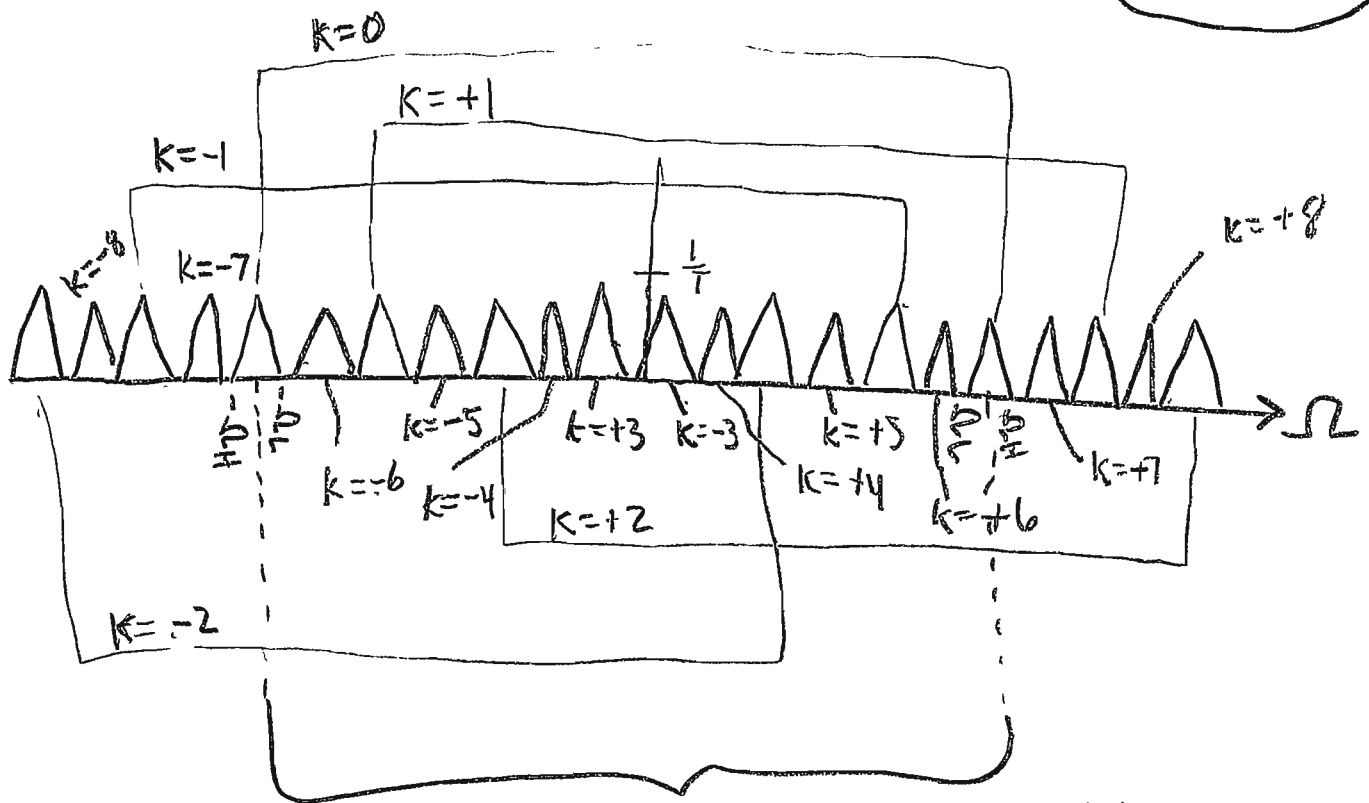 k=0
k=+1
k=-1
k=-8
k=-7
k=+8
1/T
Ω
k=-5
k=+3
k=-3
k=+5
k=-6
k=-4
k=+4
k=+7
k=+2
k=+6
k=-2